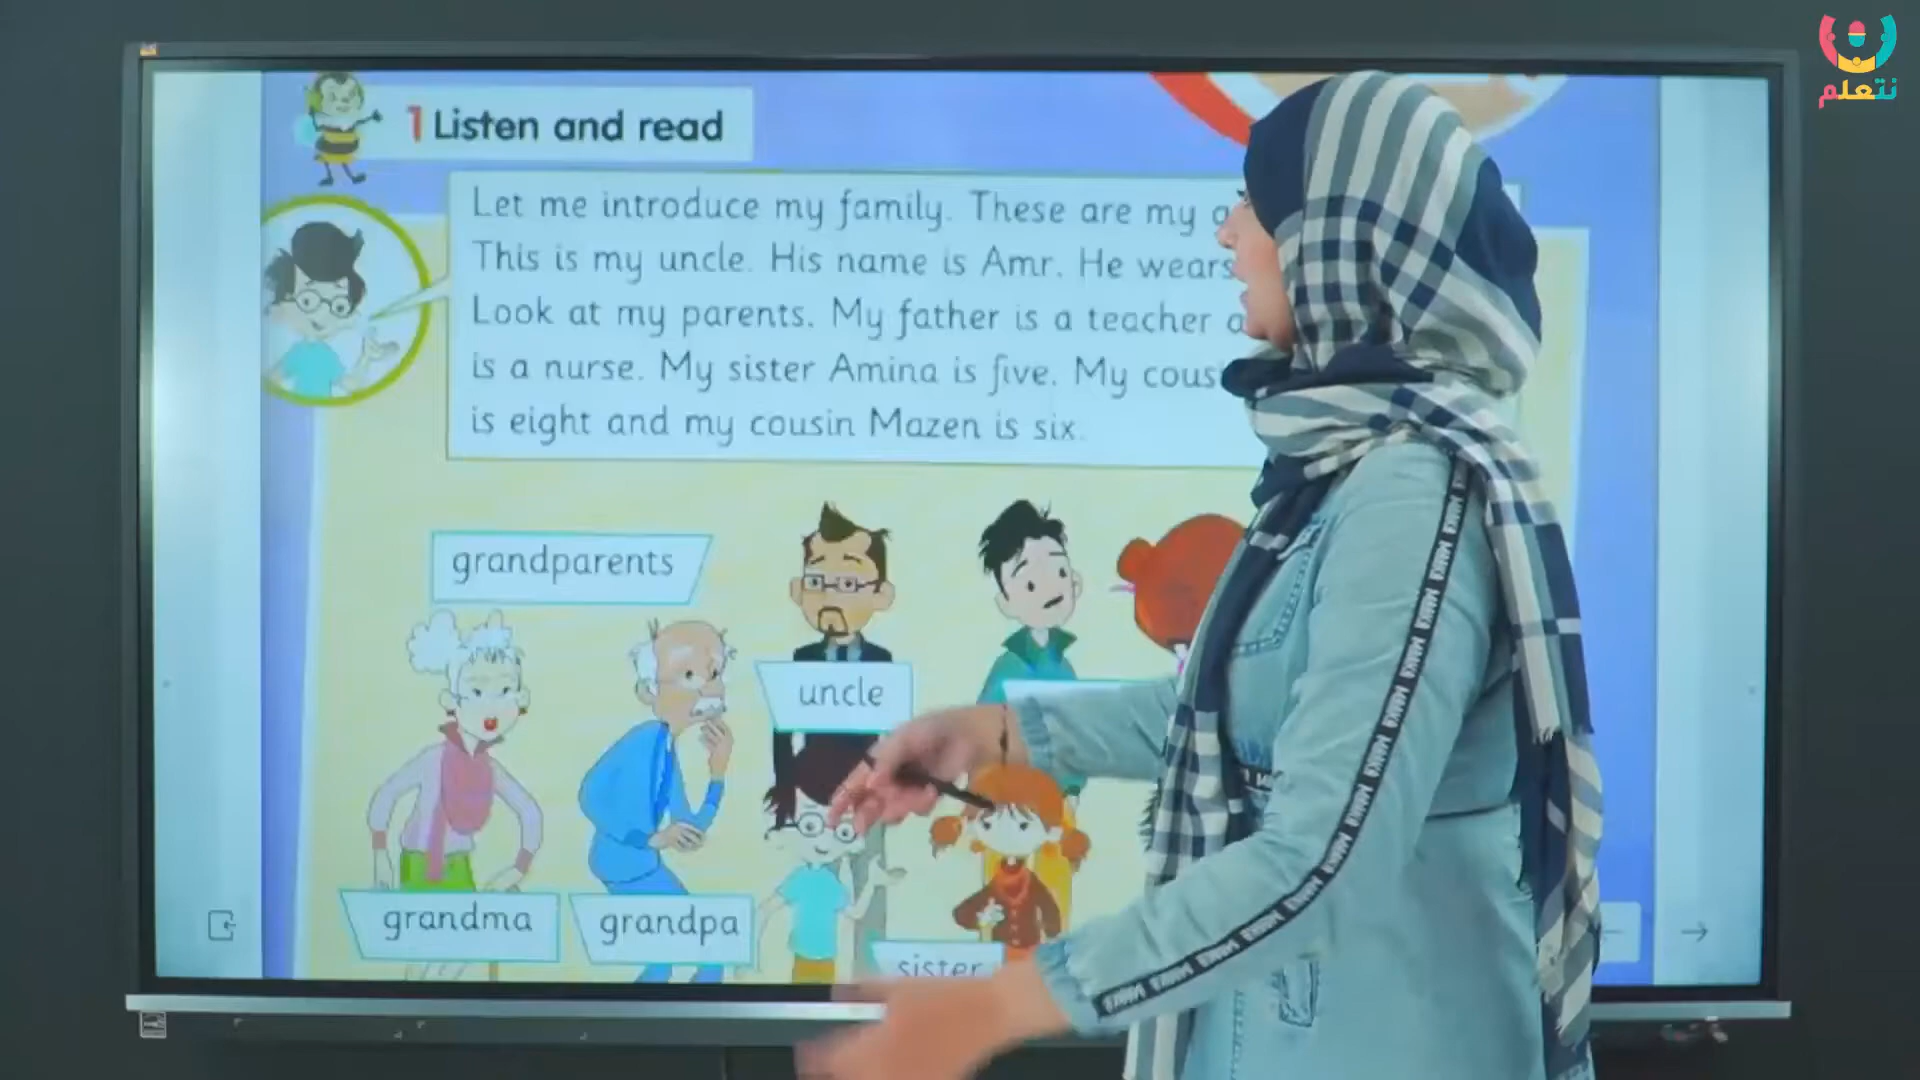 1 Listen and read
Let me introduce my family. These are my
This is my uncle. His name is Amr. He wears
Look at my parents. My father is a teacher
is a nurse. My sister Amina is five. My
is eight and my cousin Mazen is six.
grandparents
uncle
grandma
grandpa
sister
نتعلم